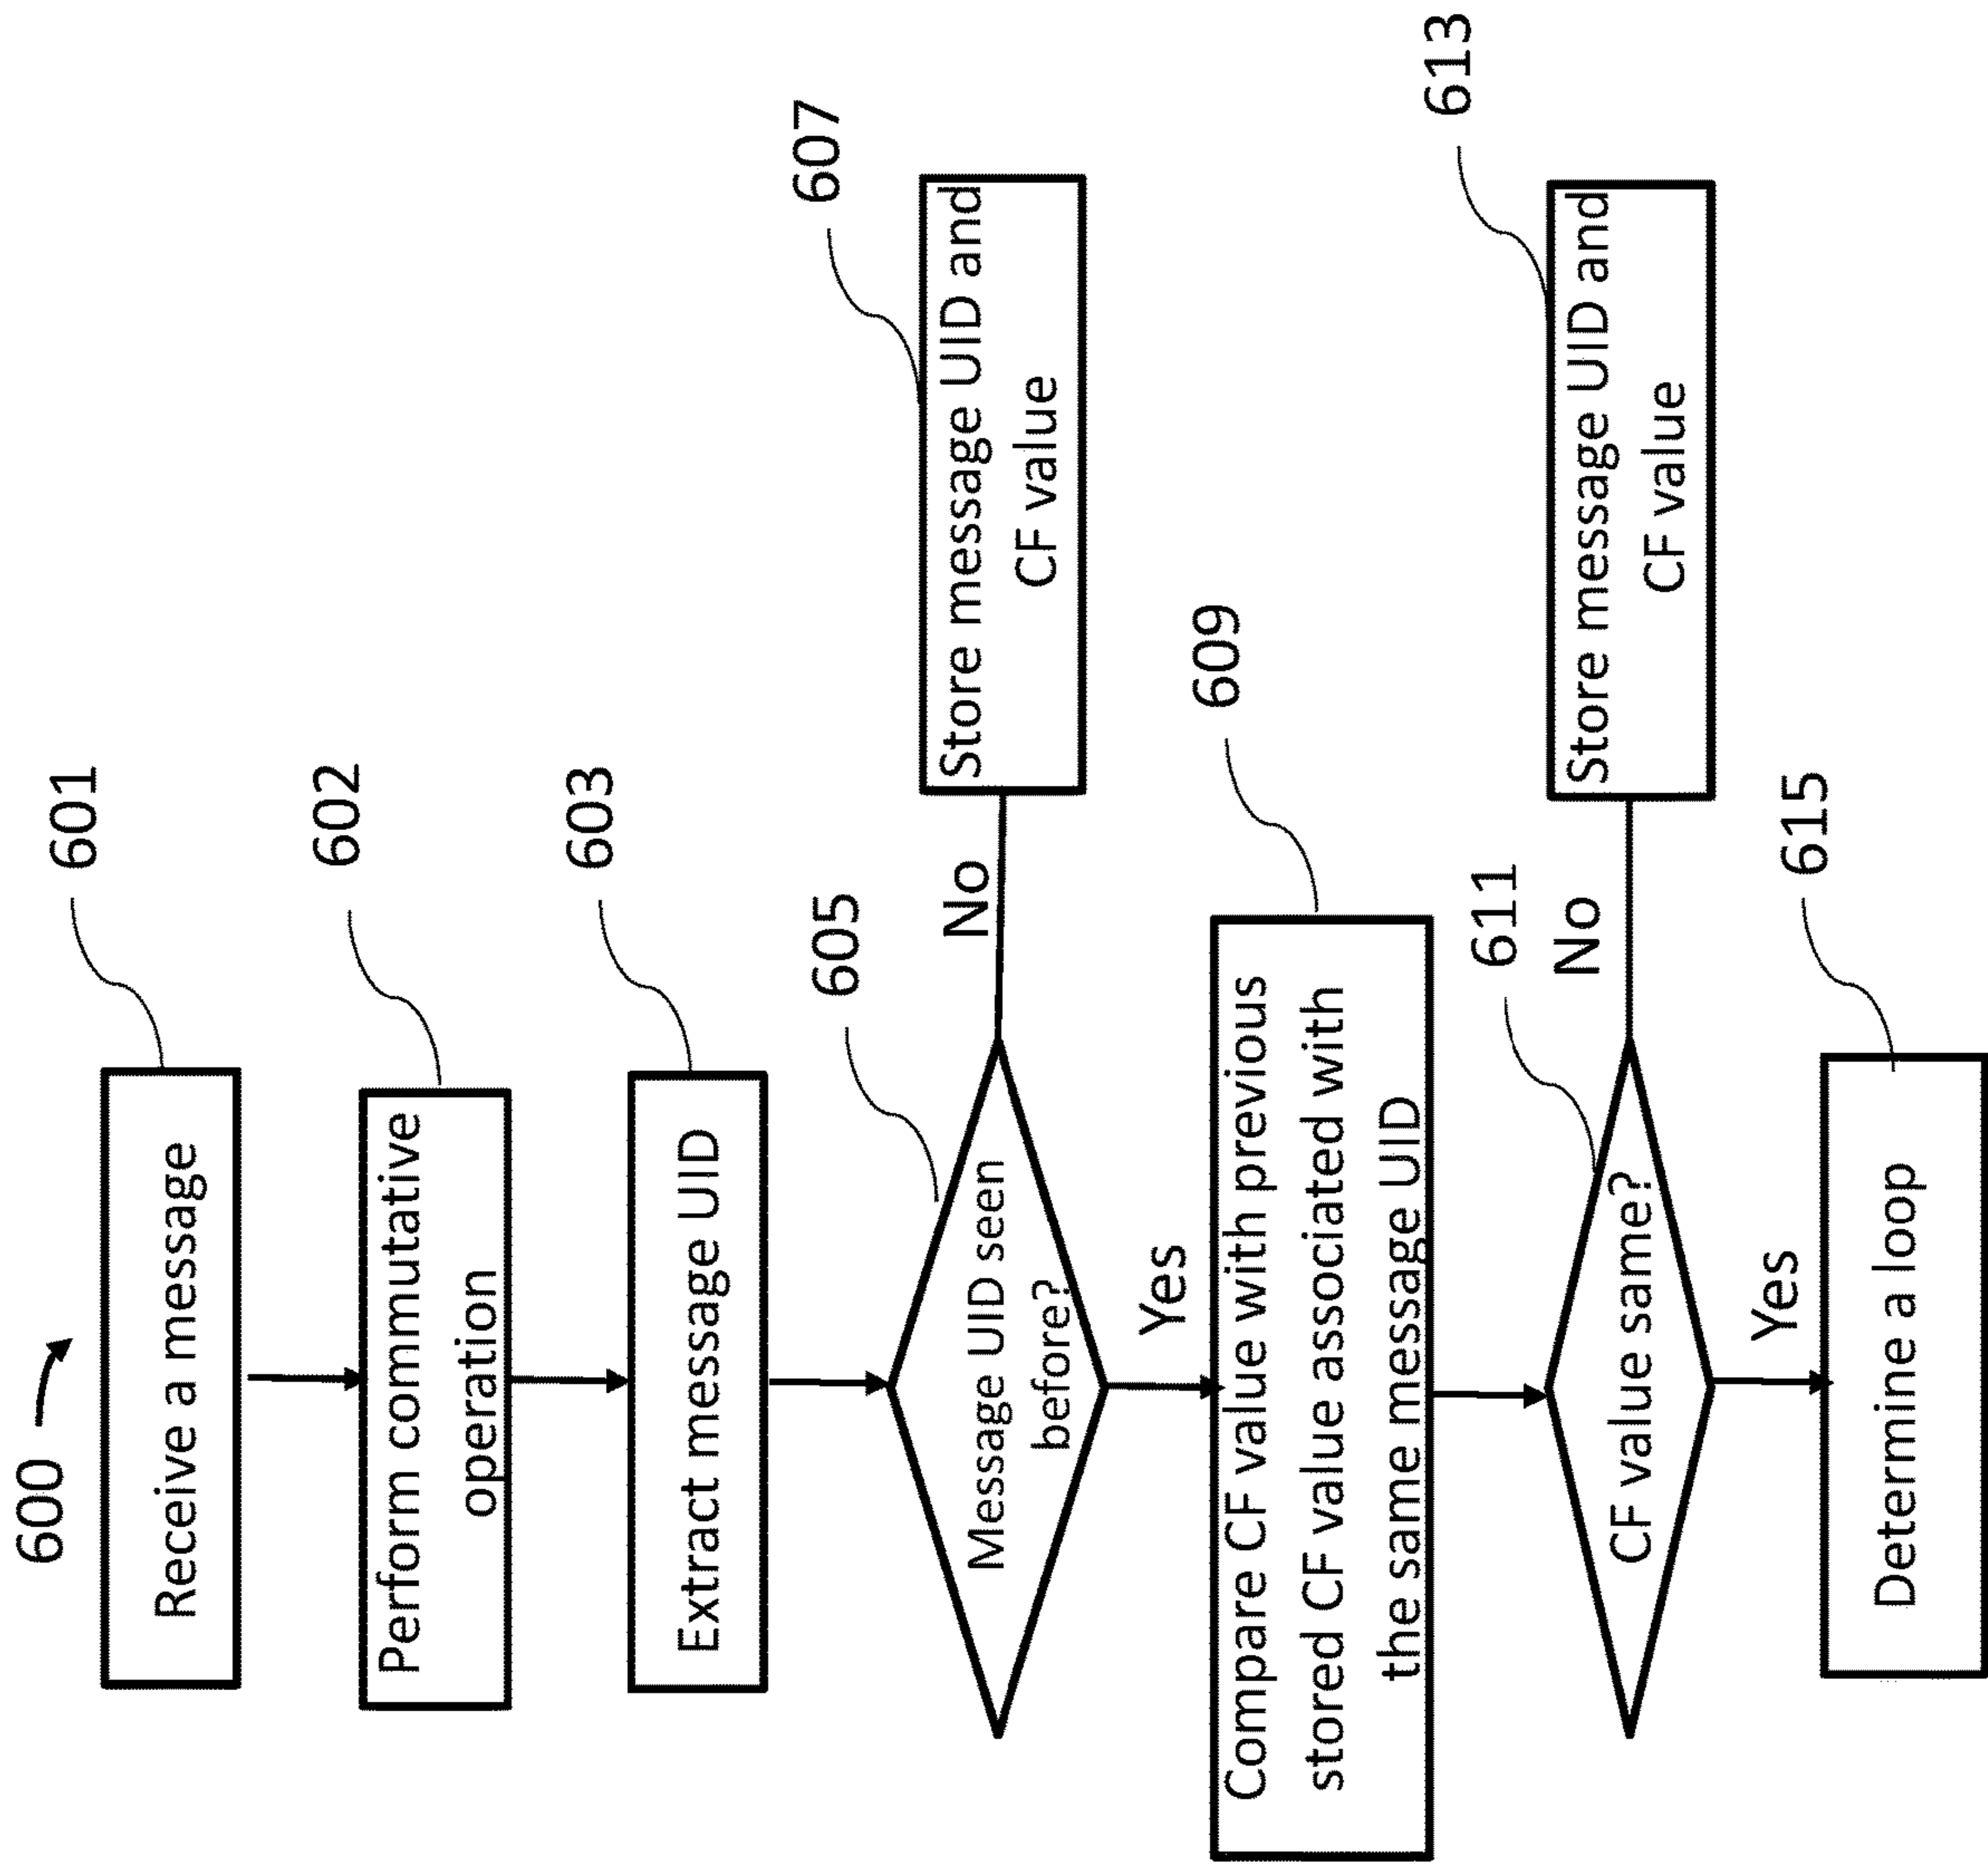 600
601
Receive a message
602
Perform commutative
operation
603
Extract message UID
605
Message UID seen
before?
No
607
Store message UID and
CF value
Yes
609
Compare CF value with previous
stored CF value associated with
the same message UID
611
CF value same?
No
613
Store message UID and
CF value
Yes
615
Determine a loop